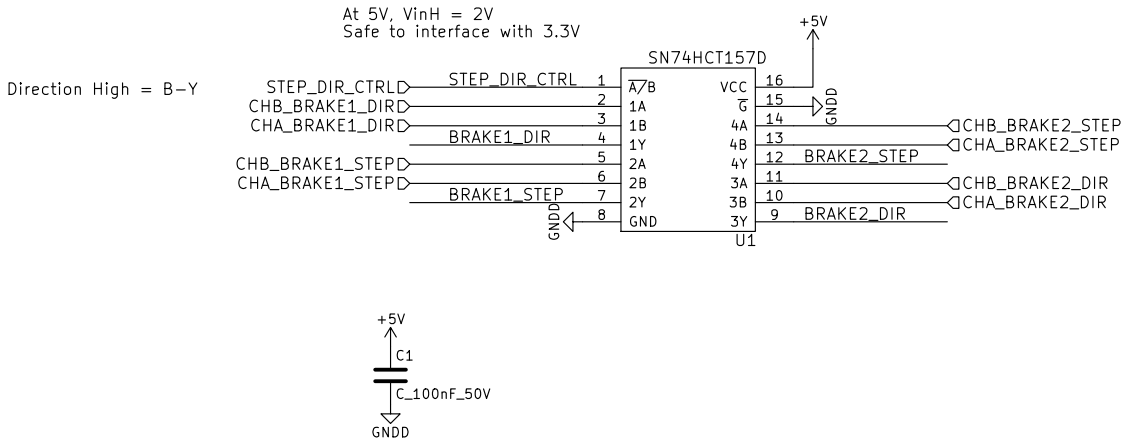 At 5V, VinH = 2V
Safe to interface with 3.3V
+5V
SN74HCT157D
Direction High = B-Y
STEP_DIR_CTRL STEP_DIR_CTRL 1 A/B VCC 16
CHB_BRAKE1_DIR 2 1A G 15 GNDD
CHA_BRAKE1_DIR 3 1B 4A 14 CHB_BRAKE2_STEP
BRAKE1_DIR 4 1Y 4B 13 CHA_BRAKE2_STEP
CHB_BRAKE1_STEP 5 2A 4Y 12 BRAKE2_STEP
CHA_BRAKE1_STEP 6 2B 3A 11 CHB_BRAKE2_DIR
BRAKE1_STEP 7 2Y 3B 10 CHA_BRAKE2_DIR
GNDD 8 GND 3Y 9 BRAKE2_DIR
U1
+5V
C1
C_100nF_50V
GNDD